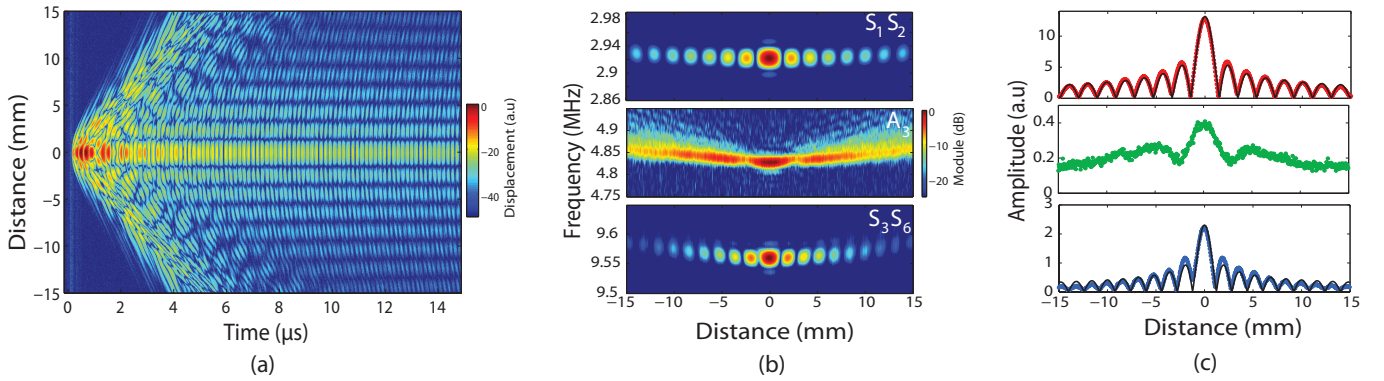 Distance (mm)
15
10
5
0
−5
−10
−15
0 2 4 6 8 10 12 14
Time (μs)
Displacement (a.u)
0
−20
−40
(a)
Frequency (MHz)
2.98
2.94
2.9
2.86
S1 S2
4.9
4.85
4.8
4.75
A3
Module (dB)
0
−10
−20
9.6
9.55
9.5
S3S6
−15 −10 −5 0 5 10 15
Distance (mm)
(b)
Amplitude (a.u)
10
5
0
0.4
0.2
0
3
2
1
0
−15 −10 −5 0 5 10 15
Distance (mm)
(c)